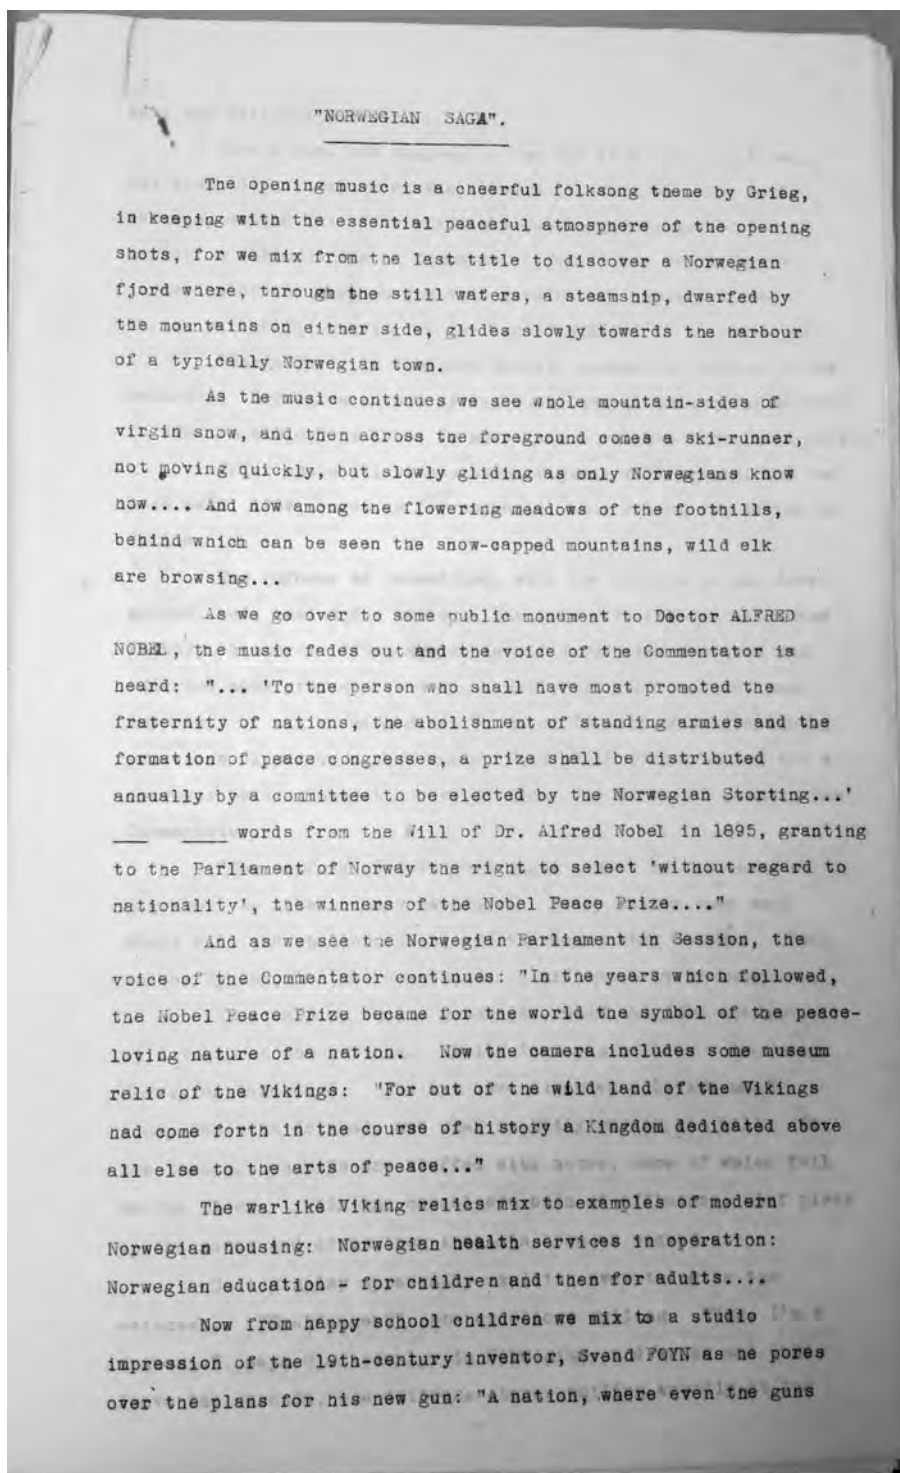 "NORWEGIAN SAGA".
The opening music is a cheerful folksong theme by Grieg,
in keeping with the essential peaceful atmosphere of the opening
shots, for we mix from the last title to discover a Norwegian
fjord where, through the still waters, a steamship, dwarfed by
the mountains on either side, glides slowly towards the harbour
of a typically Norwegian town.
As the music continues we see whole mountain-sides of
virgin snow, and then across the foreground comes a ski-runner,
not moving quickly, but slowly gliding as only Norwegians know
how.... And now among the flowering meadows of the foothills,
behind which can be seen the snow-capped mountains, wild elk
are browsing...
As we go over to some public monument to Doctor ALFRED
NOBEL, the music fades out and the voice of the Commentator is
heard: "... 'To the person who shall have most promoted the
fraternity of nations, the abolishment of standing armies and the
formation of peace congresses, a prize shall be distributed
annually by a committee to be elected by the Norwegian Storting...'
__ __ words from the Will of Dr. Alfred Nobel in 1895, granting
to the Parliament of Norway the right to select 'without regard to
nationality', the winners of the Nobel Peace Prize...."
And as we see the Norwegian Parliament in Session, the
voice of the Commentator continues: "In the years which followed,
the Nobel Peace Prize became for the world the symbol of the peace-
loving nature of a nation. Now the camera includes some museum
relic of the Vikings: "For out of the wild land of the Vikings
had come forth in the course of history a Kingdom dedicated above
all else to the arts of peace..."
The warlike Viking relics mix to examples of modern
Norwegian housing: Norwegian health services in operation:
Norwegian education - for children and then for adults....
Now from happy school children we mix to a studio
impression of the 19th-century inventor, Svend FOYN as he pores
over the plans for his new gun: "A nation, where even the guns